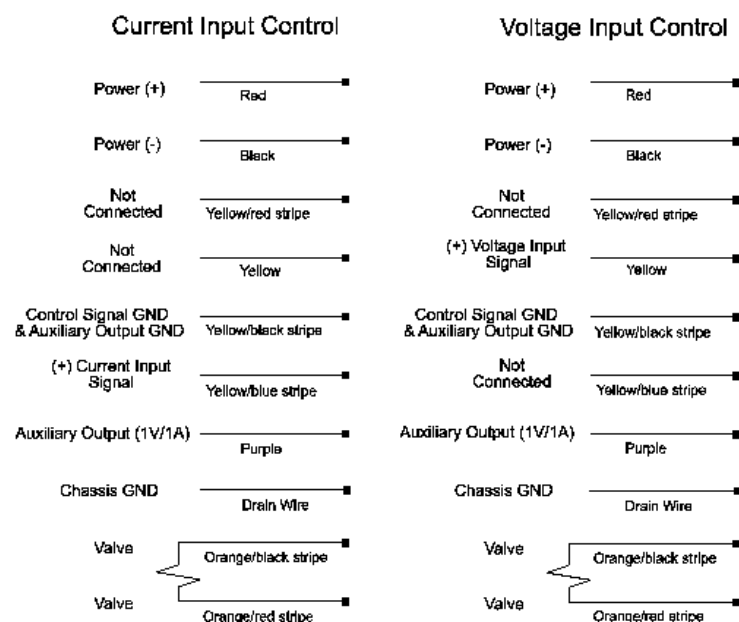 Current Input Control
Power (+)
Red
Power (-)
Black
Not
Connected
Yellow/red stripe
Not
Connected
Yellow
Control Signal GND
& Auxiliary Output GND
Yellow/black stripe
(+) Current Input
Signal
Yellow/blue stripe
Auxiliary Output (1V/1A)
Purple
Chassis GND
Drain Wire
Valve
Orange/black stripe
Valve
Orange/red stripe
Voltage Input Control
Power (+)
Red
Power (-)
Black
Not
Connected
Yellow/red stripe
(+) Voltage Input
Signal
Yellow
Control Signal GND
& Auxiliary Output GND
Yellow/black stripe
Not
Connected
Yellow/blue stripe
Auxiliary Output (1V/1A)
Purple
Chassis GND
Drain Wire
Valve
Orange/black stripe
Valve
Orange/red stripe